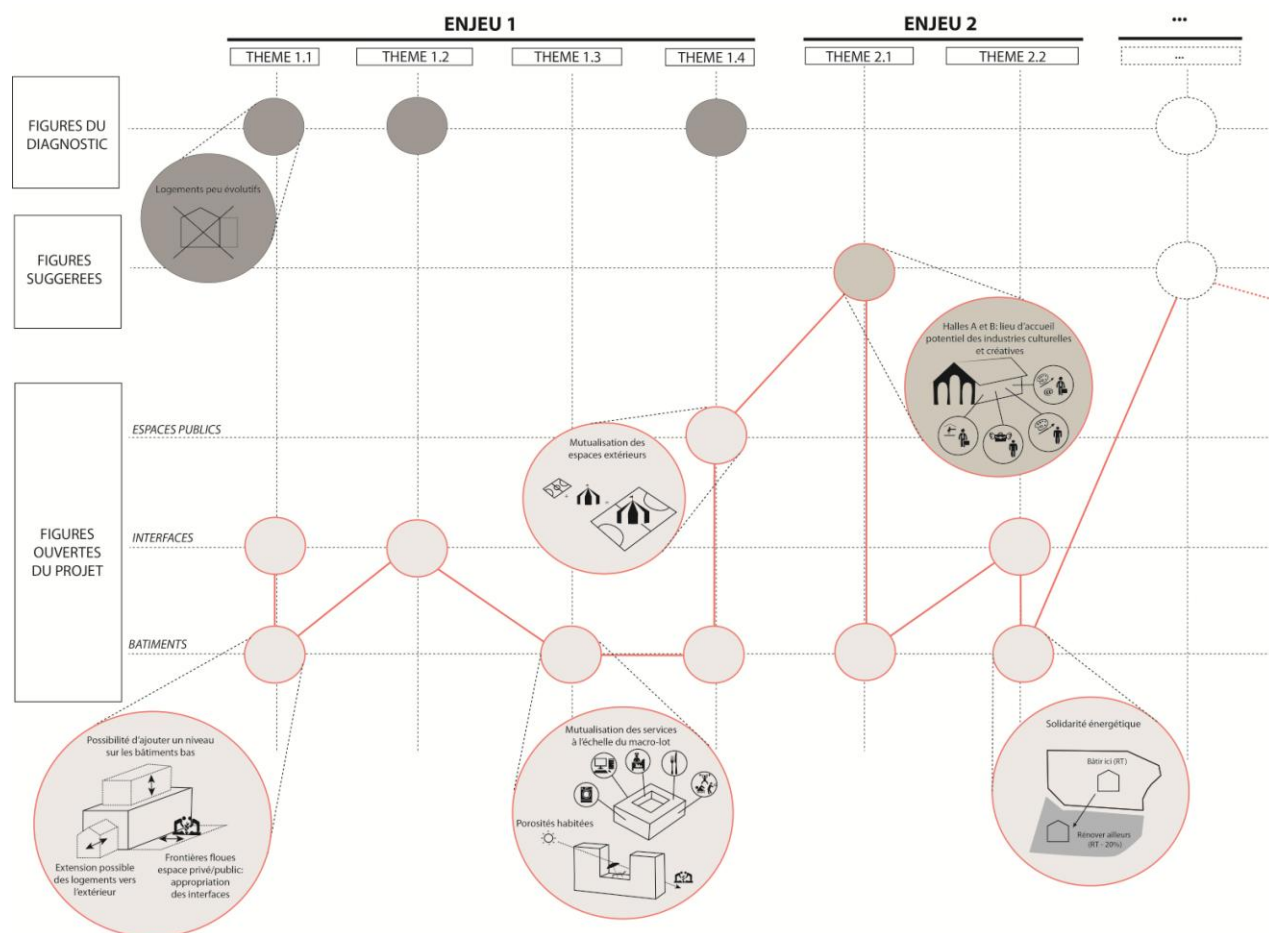 ENJEU 1
ENJEU 2
...
THEME 1.1
THEME 1.2
THEME 1.3
THEME 1.4
THEME 2.1
THEME 2.2
...
FIGURES DU
DIAGNOSTIC
Logements peu évolutifs
FIGURES
SUGGEREES
Halles A et B: lieu d'accueil
potentiel des industries culturelles
et créatives
@
FIGURES
OUVERTES
DU PROJET
ESPACES PUBLICS
Mutualisation des
espaces extérieurs
INTERFACES
BATIMENTS
Possibilité d'ajouter un niveau
sur les bâtiments bas
Extension possible
des logements vers
l'extérieur
Frontières floues
espace privé/public:
appropriation
des interfaces
Mutualisation des services
à l'échelle du macro-lot
Porosités habitées
Solidarité énergétique
Bâtir ici (RT)
Rénover ailleurs
(RT - 20%)